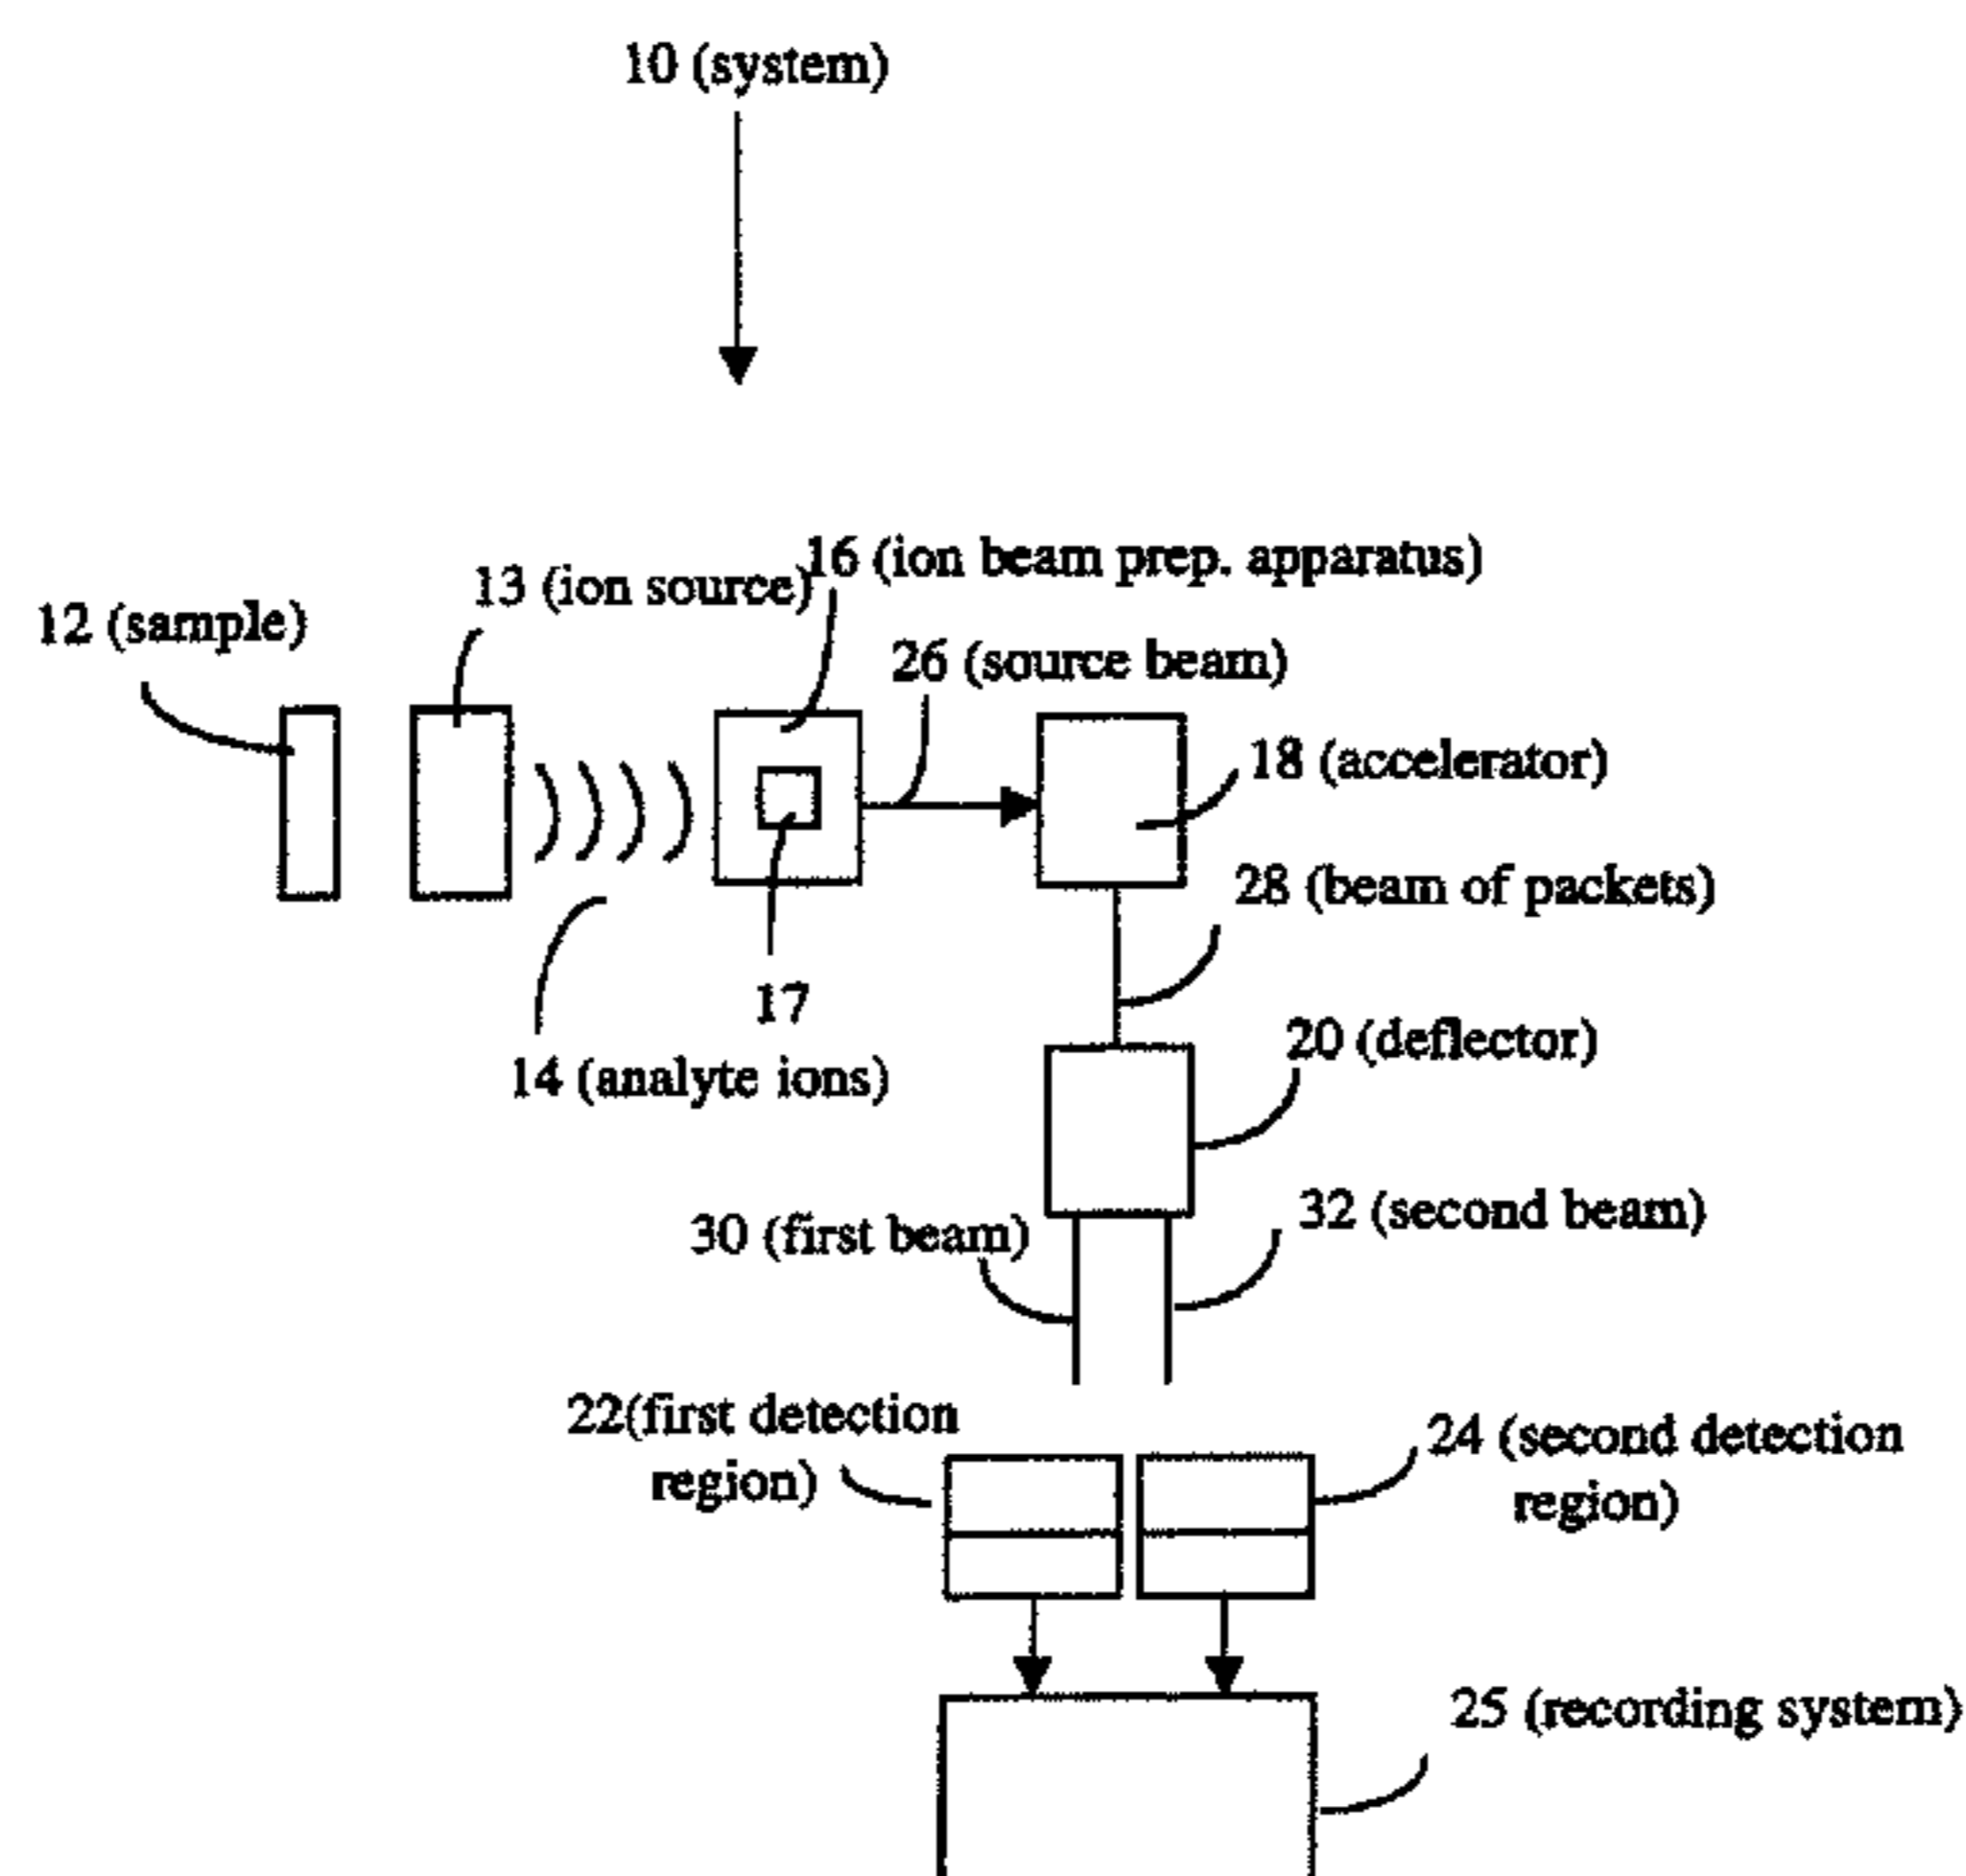 10 (system)
16 (ion beam prep. apparatus)
13 (ion source)
12 (sample)
26 (source beam)
18 (accelerator)
28 (beam of packets)
17
14 (analyte ions)
20 (deflector)
32 (second beam)
30 (first beam)
22(first detection
region)
24 (second detection
region)
25 (recording system)